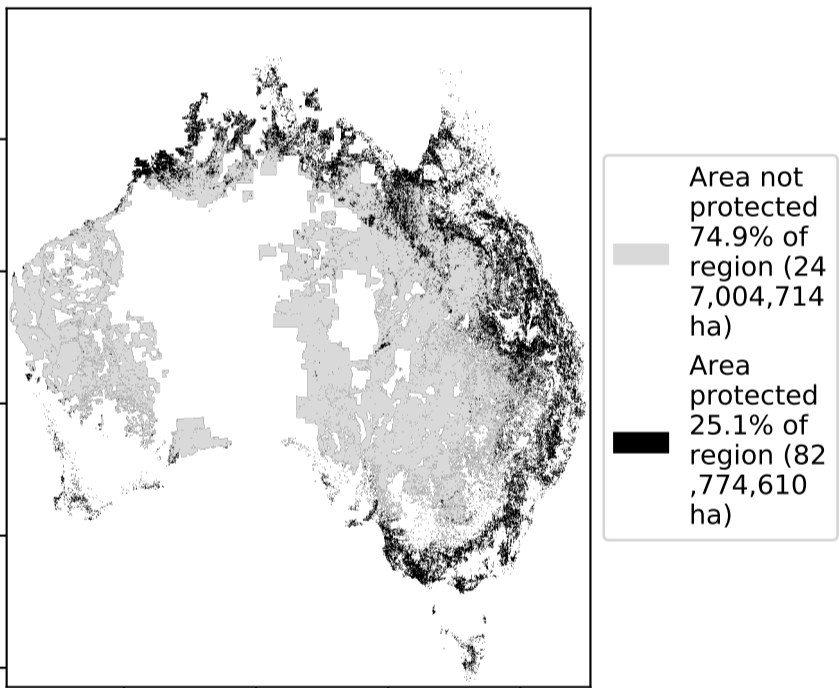 Area not
protected
74.9% of
region (24
7,004,714
ha)
Area
protected
25.1% of
region (82
,774,610
ha)